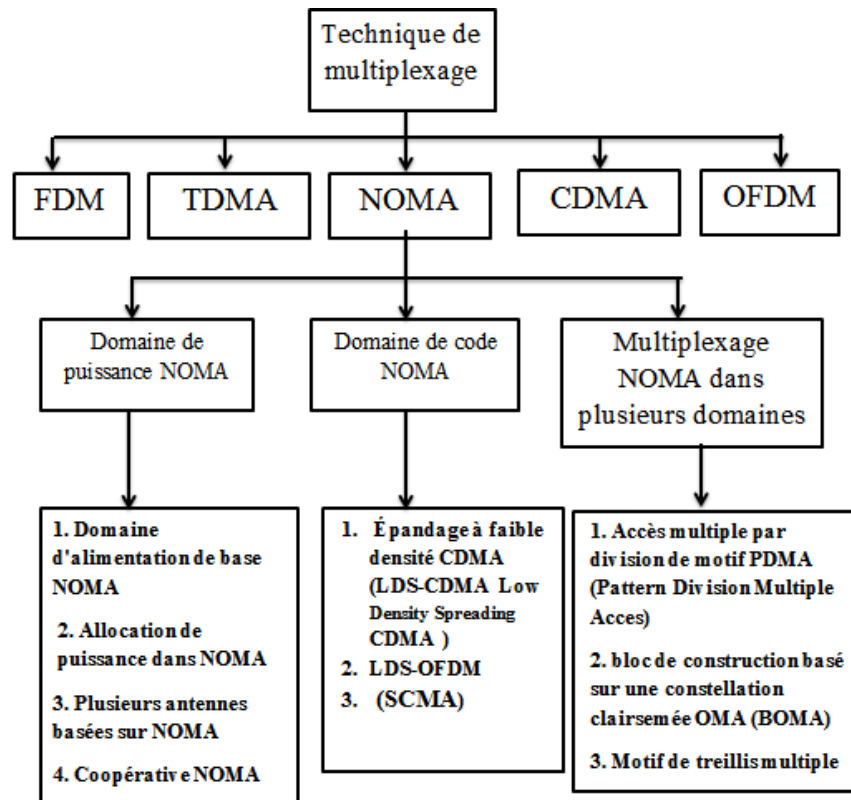 Technique de
multiplexage
FDM
TDMA
NOMA
CDMA
OFDM
Domaine de
puissance NOMA
Domaine de code
NOMA
Multiplexage
NOMA dans
plusieurs domaines
1. Domaine
d'alimentation de base
NOMA
2. Allocation de
puissance dans NOMA
3. Plusieurs antennes
basées sur NOMA
4. Coopérative NOMA
1. Épandage à faible
densité CDMA
(LDS-CDMA Low
Density Spreading
CDMA )
2. LDS-OFDM
3. (SCMA)
1. Accès multiple par
division de motif PDMA
(Pattern Division Multiple
Acces)
2. bloc de construction basé
sur une constellation
clairsemée OMA (BOMA)
3. Motif de treillis multiple